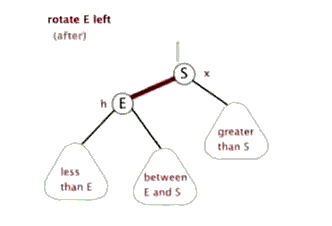 rotate E left
(after)
S
x
h
E
greater
than S
less
than E
between
E and S